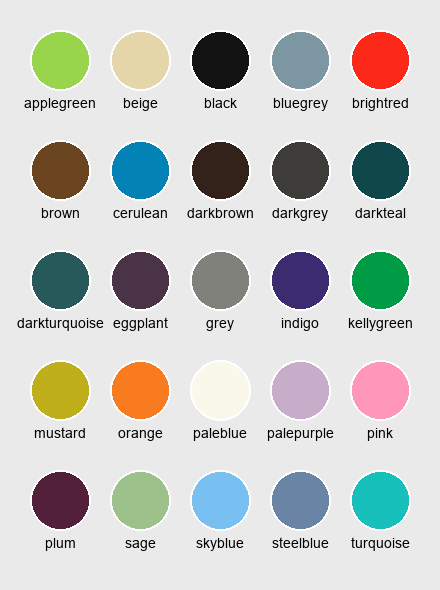 applegreen beige black bluegrey brightred
brown cerulean darkbrown darkgrey darkteal
darkturquoise eggplant grey indigo kellygreen
mustard orange paleblue palepurple pink
plum sage skyblue steelblue turquoise